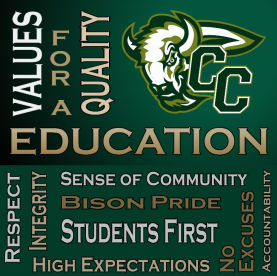 VALUES
FOR A
QUALITY
CC
EDUCATION
RESPECT
INTEGRITY
SENSE OF COMMUNITY
BISON PRIDE
STUDENTS FIRST
HIGH EXPECTATIONS
NO
EXCUSES
ACCOUNTABILITY